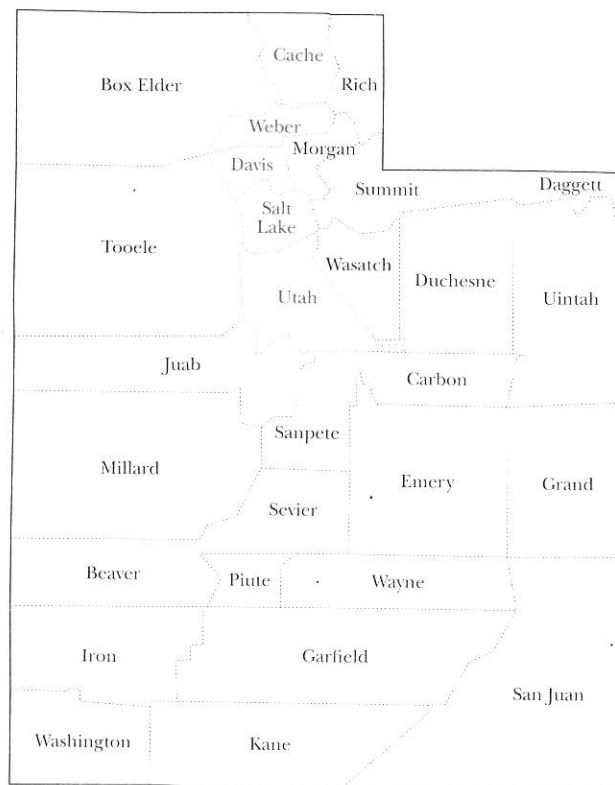 Cache
Box Elder
Rich
Weber
Morgan
Davis
Summit
Daggett
Salt
Lake
Tooele
Wasatch
Duchesne
Utah
Uintah
Juab
Carbon
Sanpete
Millard
Emery
Grand
Sevier
Beaver
Piute
Wayne
Iron
Garfield
San Juan
Washington
Kane